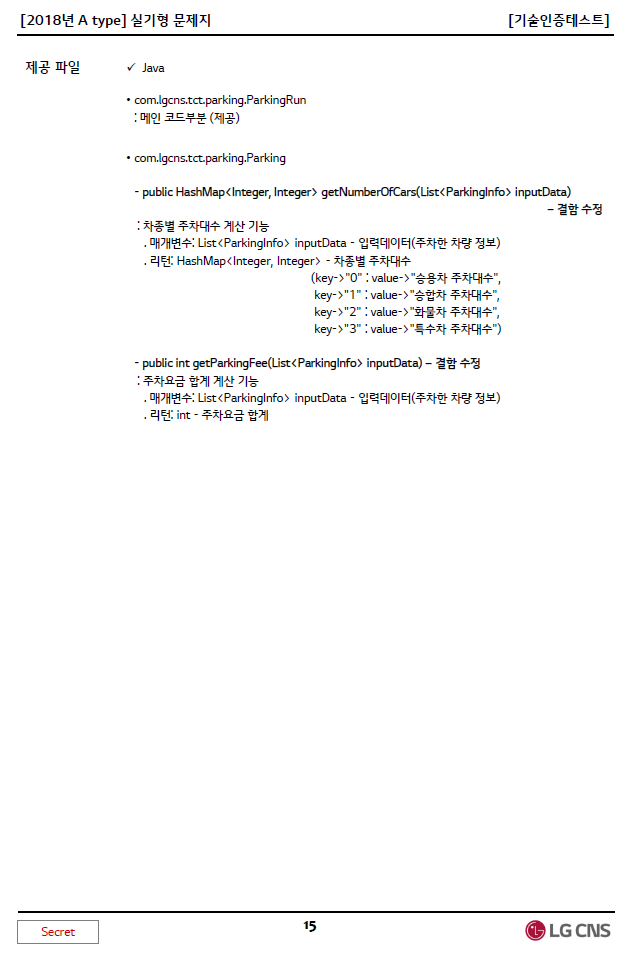 [2018년 A type] 실기형 문제지 [기술인증테스트]
제공 파일 ✓ Java
• com.lgcns.tct.parking.ParkingRun
: 메인 코드부분 (제공)
• com.lgcns.tct.parking.Parking
- public HashMap<Integer, Integer> getNumberOfCars(List<ParkingInfo> inputData)
– 결함 수정
: 차종별 주차대수 계산 기능
. 매개변수: List<ParkingInfo> inputData - 입력데이터(주차한 차량 정보)
. 리턴: HashMap<Integer, Integer> - 차종별 주차대수
(key->"0" : value->"승용차 주차대수",
key->"1" : value->"승합차 주차대수",
key->"2" : value->"화물차 주차대수",
key->"3" : value->"특수차 주차대수")
- public int getParkingFee(List<ParkingInfo> inputData) – 결함 수정
: 주차요금 합계 계산 기능
. 매개변수: List<ParkingInfo> inputData - 입력데이터(주차한 차량 정보)
. 리턴: int - 주차요금 합계
Secret 15 LG CNS